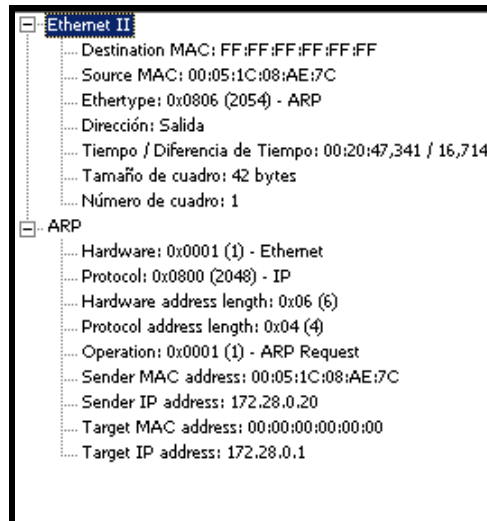 Ethernet II
Destination MAC: FF:FF:FF:FF:FF:FF
Source MAC: 00:05:1C:08:AE:7C
Ethertype: 0x0806 (2054) - ARP
Dirección: Salida
Tiempo / Diferencia de Tiempo: 00:20:47,341 / 16,714
Tamaño de cuadro: 42 bytes
Número de cuadro: 1
ARP
Hardware: 0x0001 (1) - Ethernet
Protocol: 0x0800 (2048) - IP
Hardware address length: 0x06 (6)
Protocol address length: 0x04 (4)
Operation: 0x0001 (1) - ARP Request
Sender MAC address: 00:05:1C:08:AE:7C
Sender IP address: 172.28.0.20
Target MAC address: 00:00:00:00:00:00
Target IP address: 172.28.0.1